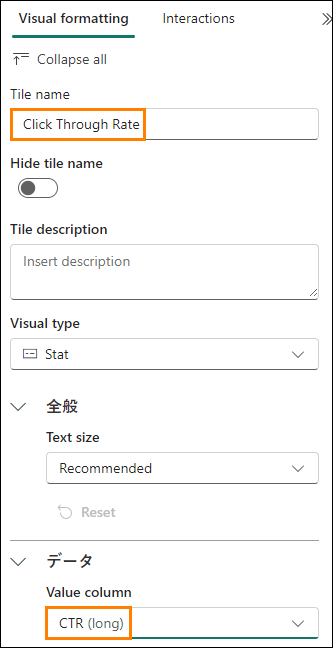 Visual formatting
Interactions
Collapse all
Tile name
Click Through Rate
Hide tile name
Tile description
Insert description
Visual type
Stat
全般
Text size
Recommended
Reset
データ
Value column
CTR (long)